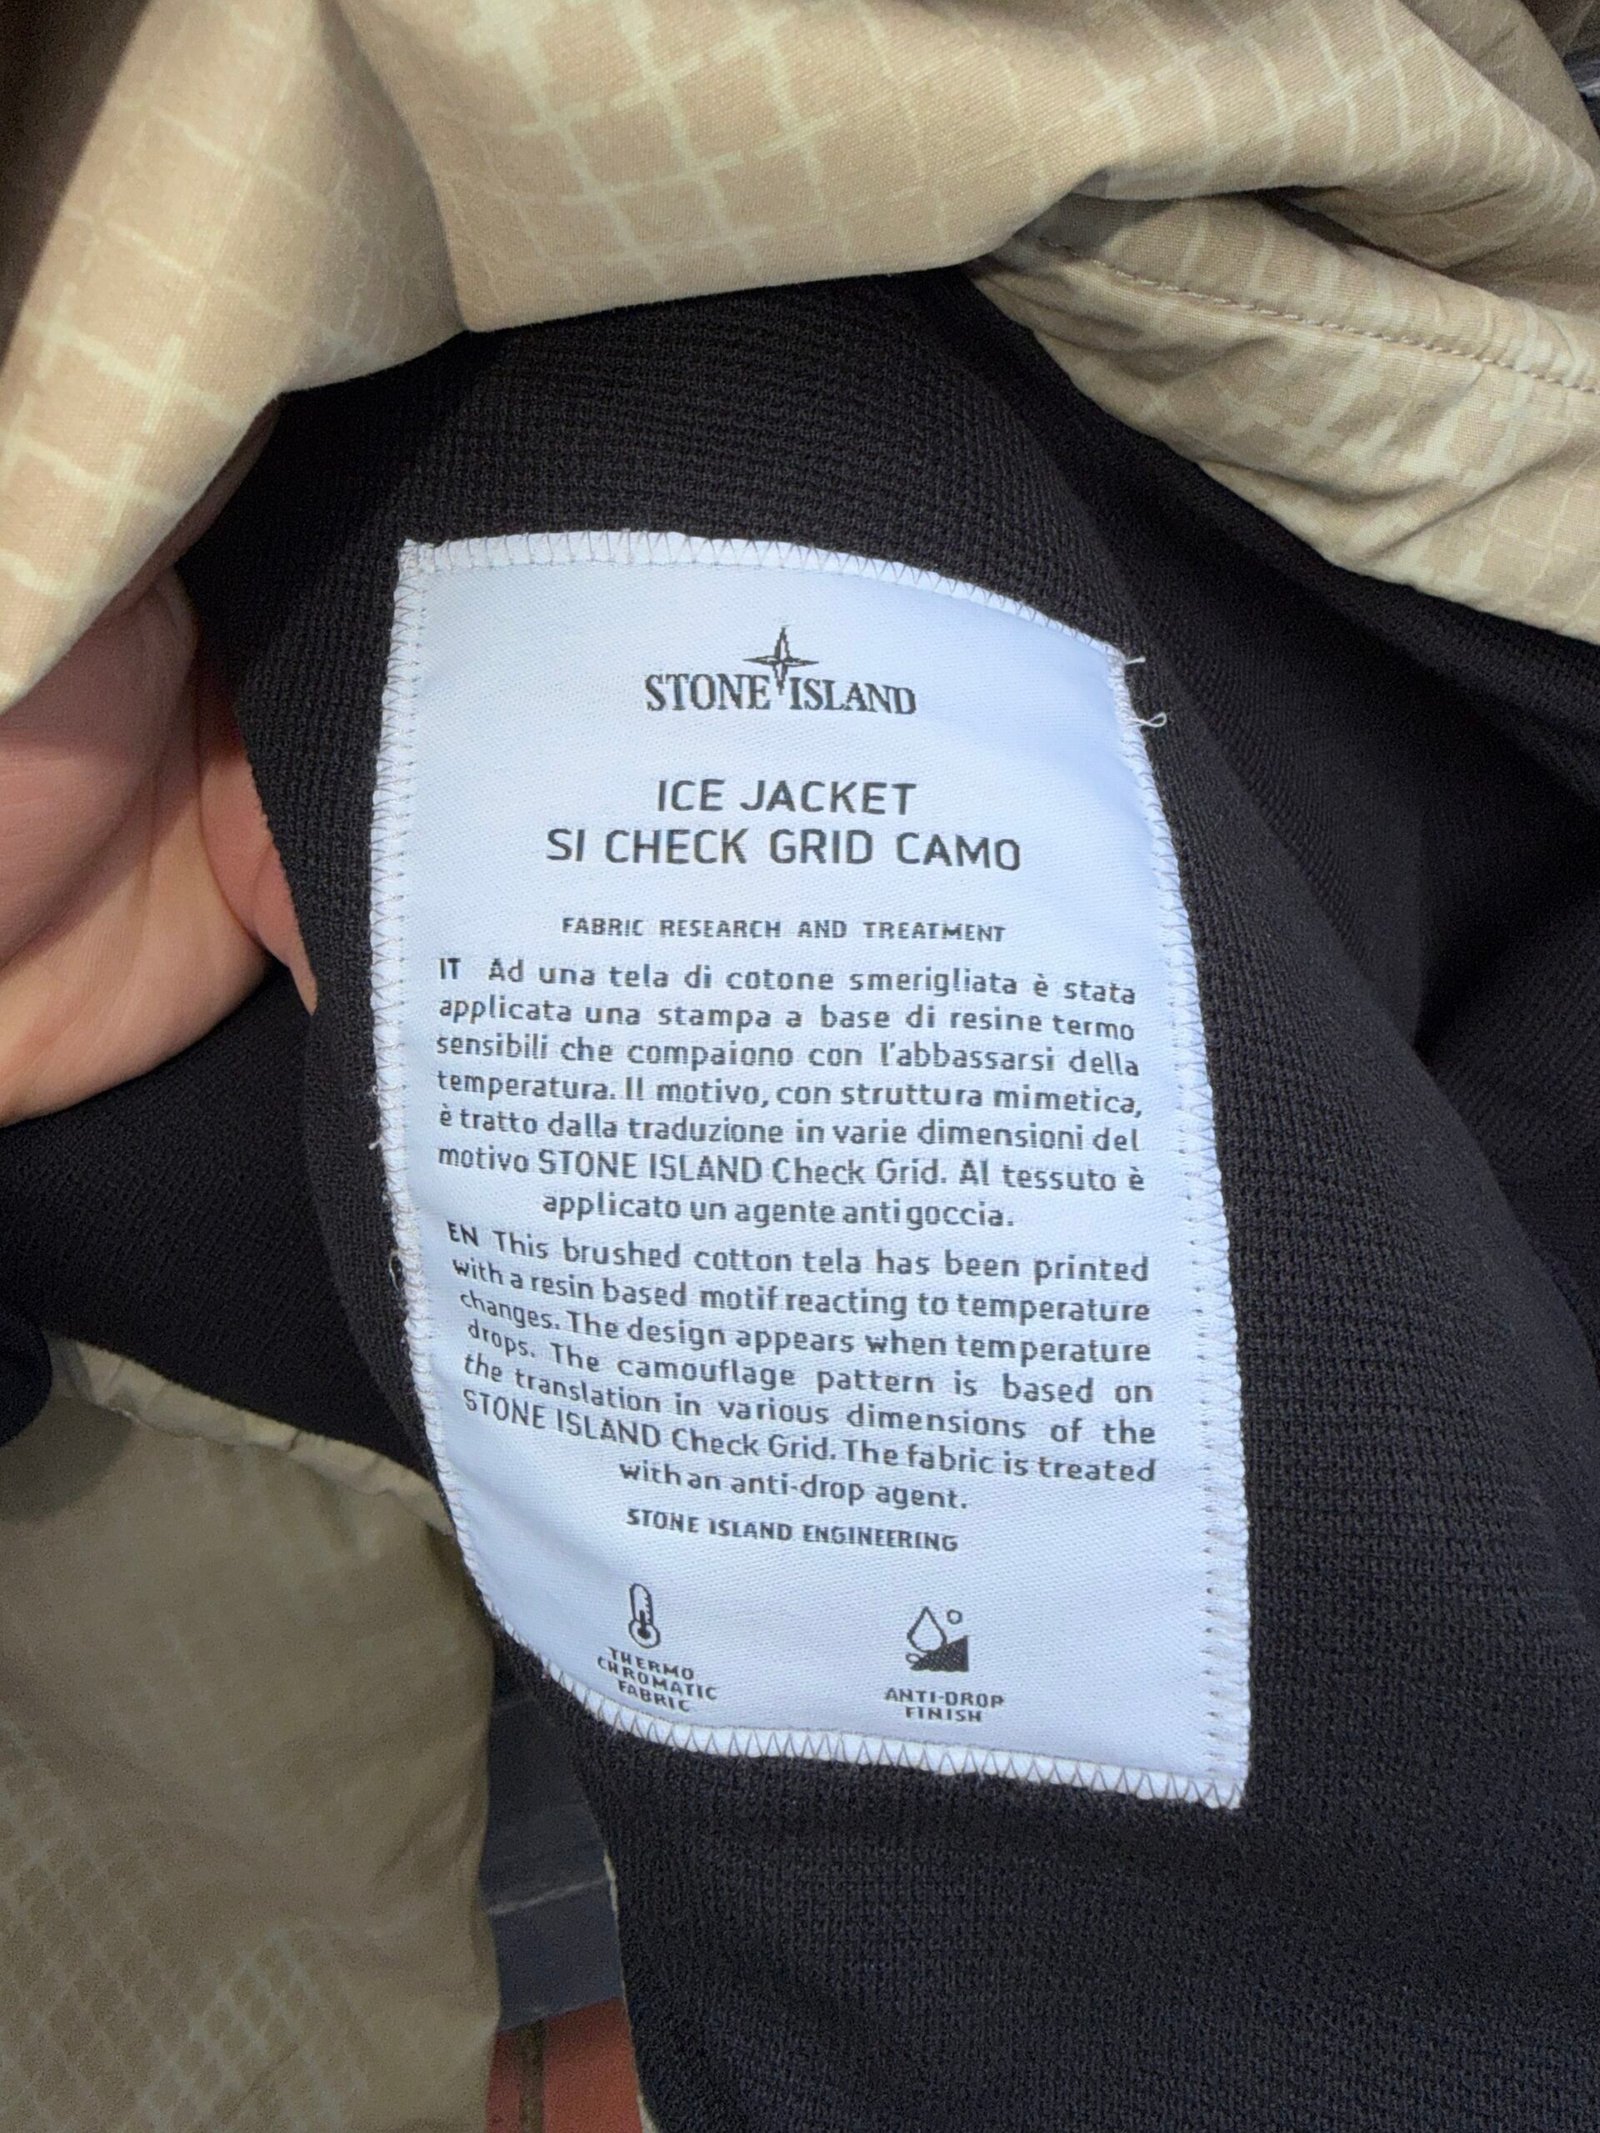 STONE ISLAND
ICE JACKET
SI CHECK GRID CAMO
FABRIC RESEARCH AND TREATMENT
IT Ad una tela di cotone smerigliata è stata
applicata una stampa a base di resine termo
sensibili che compaiono con l'abbassarsi della
temperatura. Il motivo, con struttura mimetica,
è tratto dalla traduzione in varie dimensioni del
motivo STONE ISLAND Check Grid. Al tessuto è
applicato un agente antigoccia.
EN This brushed cotton tela has been printed
with a resin based motif reacting to temperature
changes. The design appears when temperature
drops. The camouflage pattern is based on
the translation in various dimensions of the
STONE ISLAND Check Grid. The fabric is treated
with an anti-drop agent.
STONE ISLAND ENGINEERING
THERMO
CHROMATIC
FABRIC
ANTI-DROP
FINISH